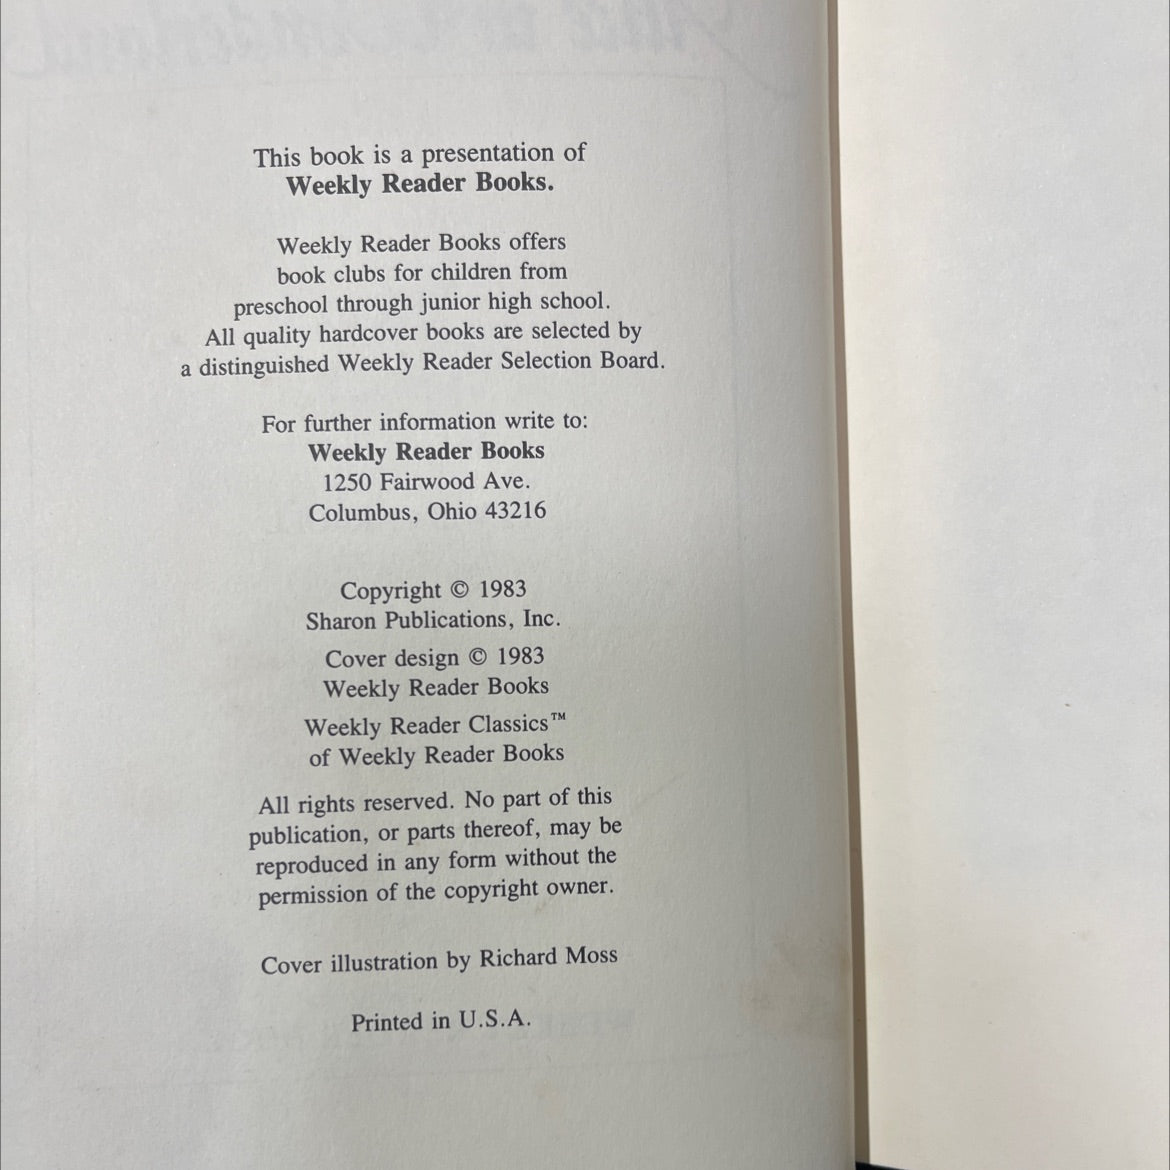 This book is a presentation of
Weekly Reader Books.
Weekly Reader Books offers
book clubs for children from
preschool through junior high school.
All quality hardcover books are selected by
a distinguished Weekly Reader Selection Board.
For further information write to:
Weekly Reader Books
1250 Fairwood Ave.
Columbus, Ohio 43216
Copyright © 1983
Sharon Publications, Inc.
Cover design © 1983
Weekly Reader Books
Weekly Reader Classics™
of Weekly Reader Books
All rights reserved. No part of this
publication, or parts thereof, may be
reproduced in any form without the
permission of the copyright owner.
Cover illustration by Richard Moss
Printed in U.S.A.